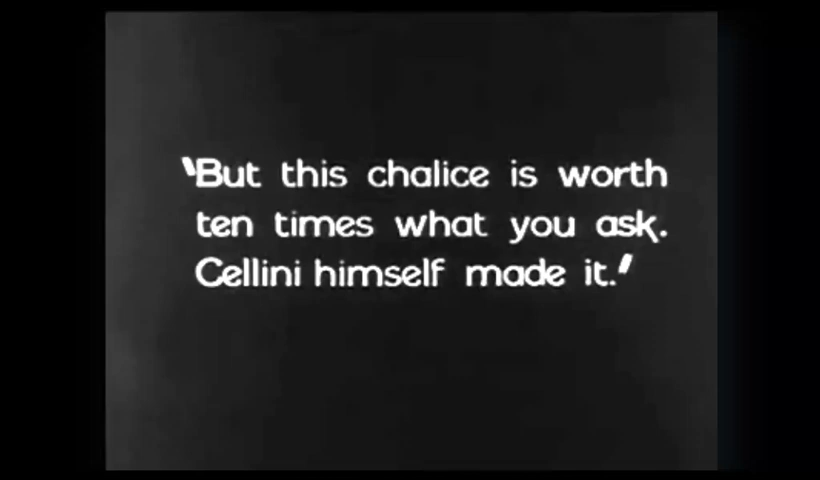 "But this chalice is worth
ten times what you ask.
Cellini himself made it."